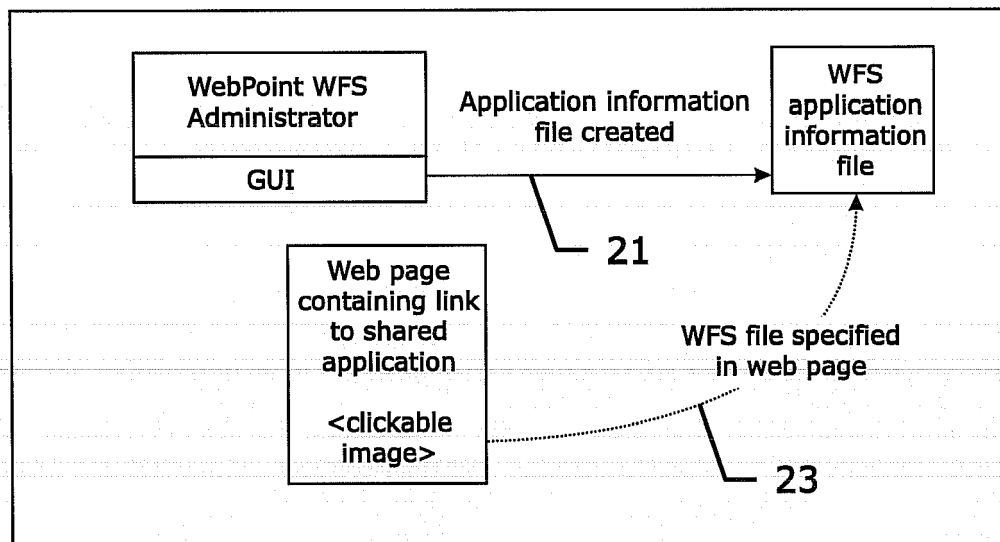 WebPoint WFS
Administrator
GUI
Application information
file created
WFS
application
information
file
21
Web page
containing link
to shared
application
<clickable
image>
WFS file specified
in web page
23